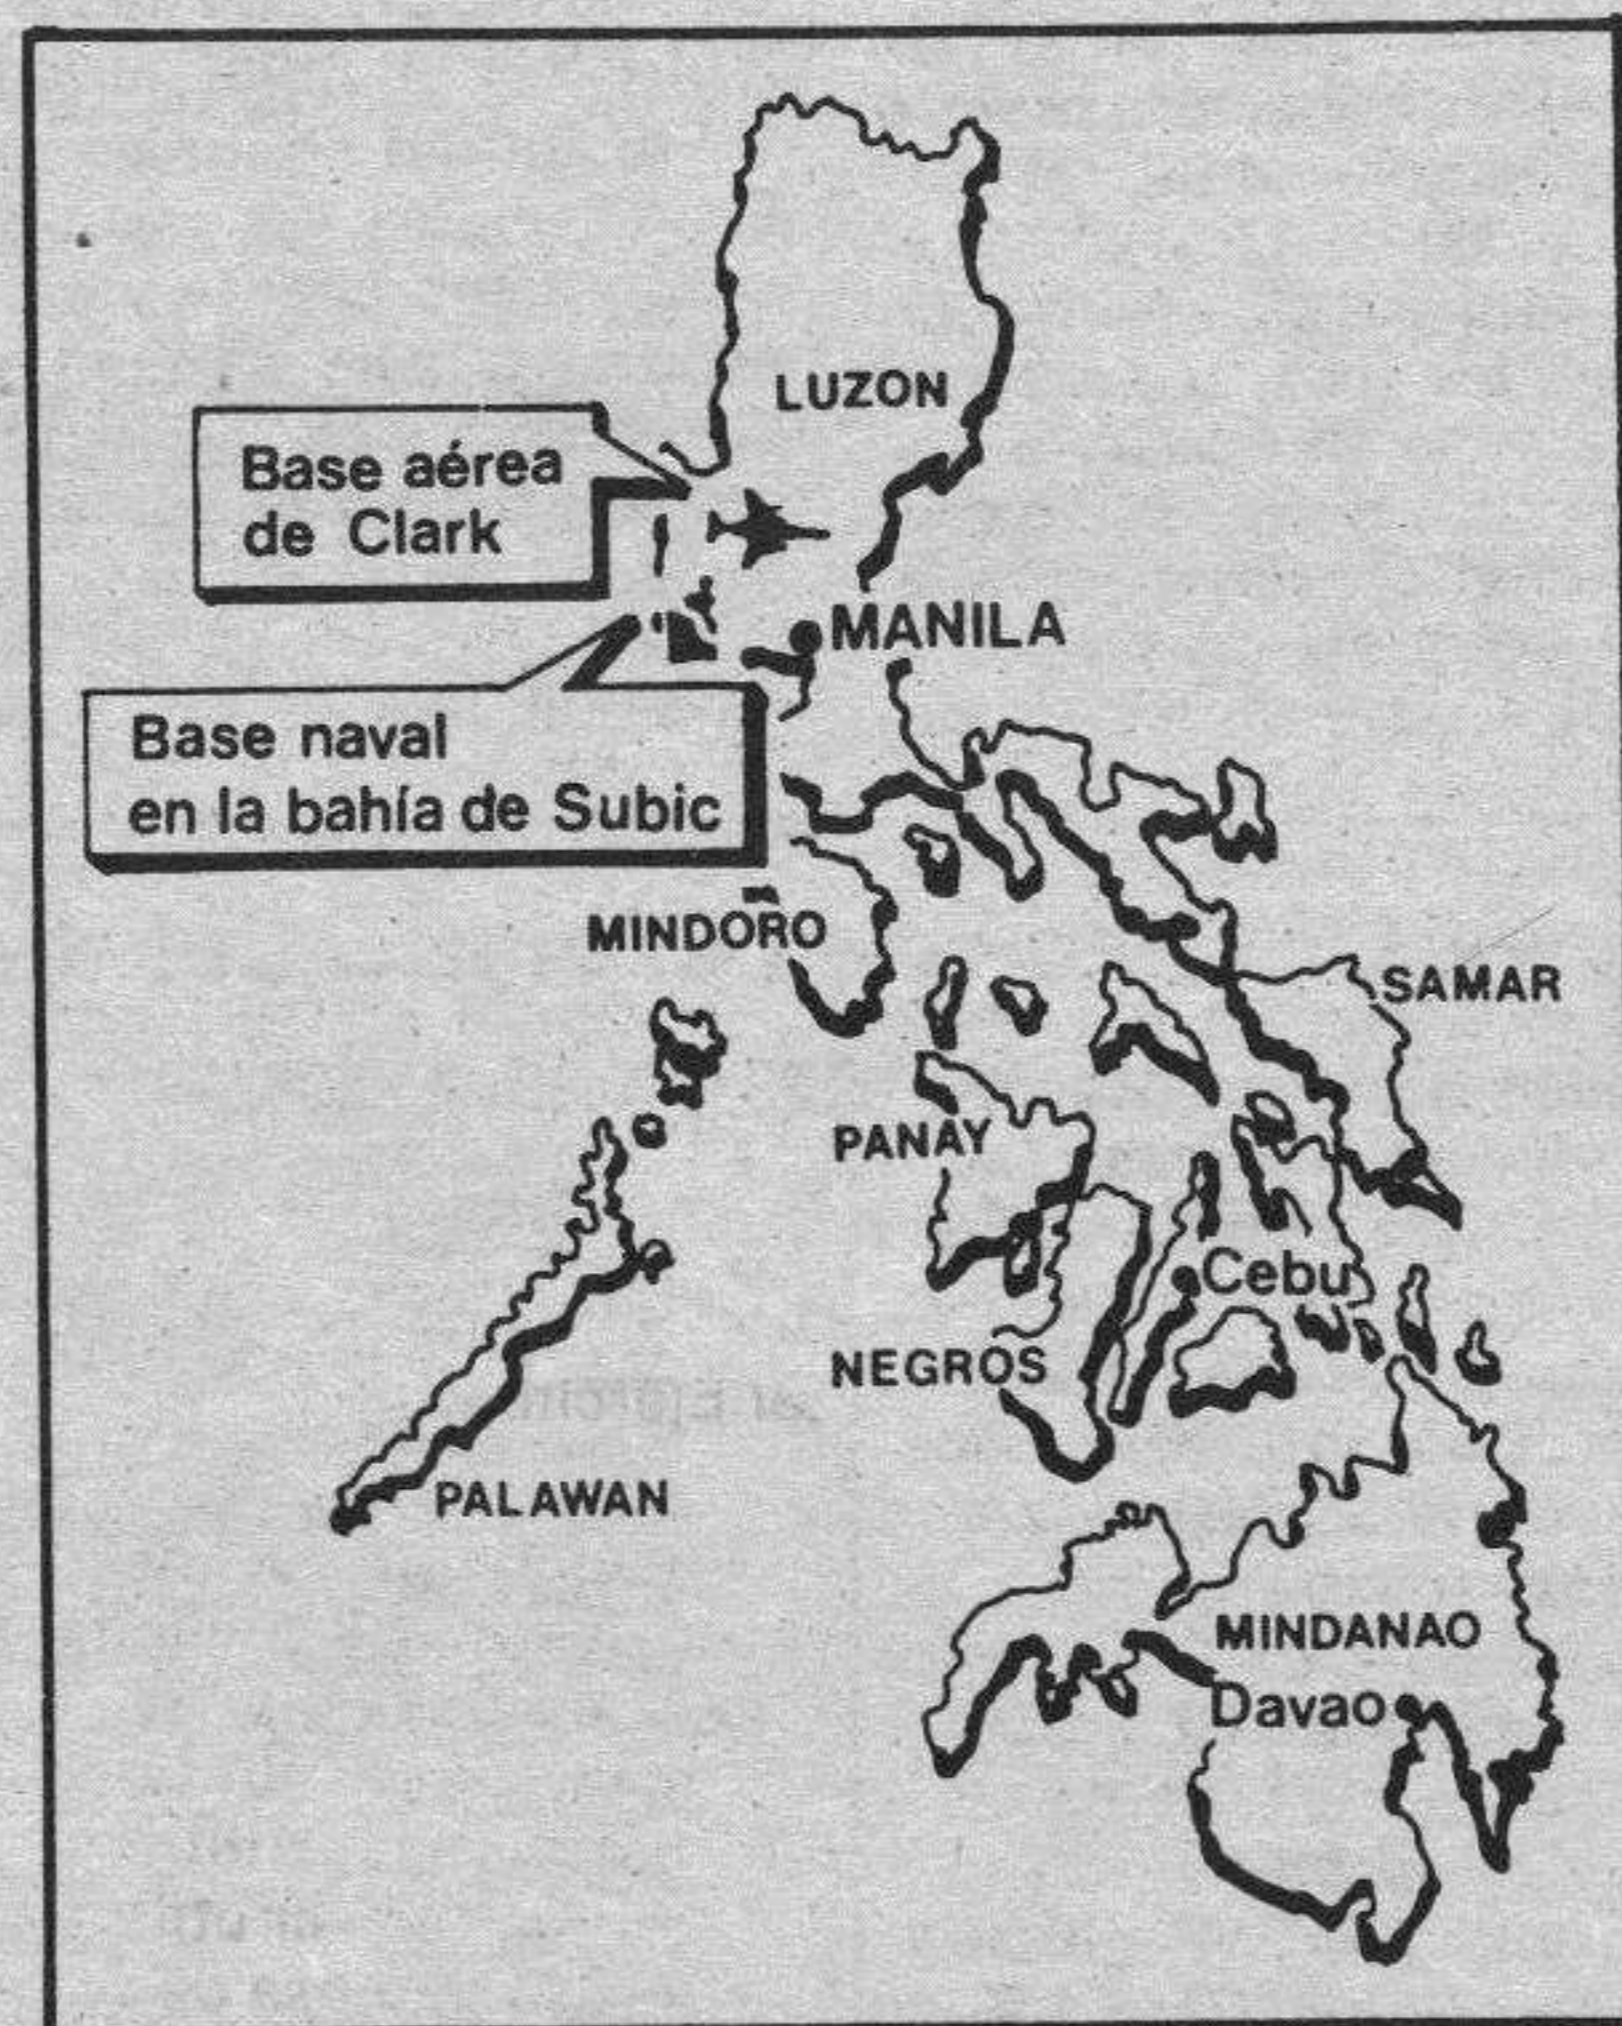 LUZON
Base aérea
de Clark
MANILA
Base naval
en la bahía de Subic
MINDORO
SAMAR
PANAY
Cebu
NEGROS
PALAWAN
MINDANAO
Davao